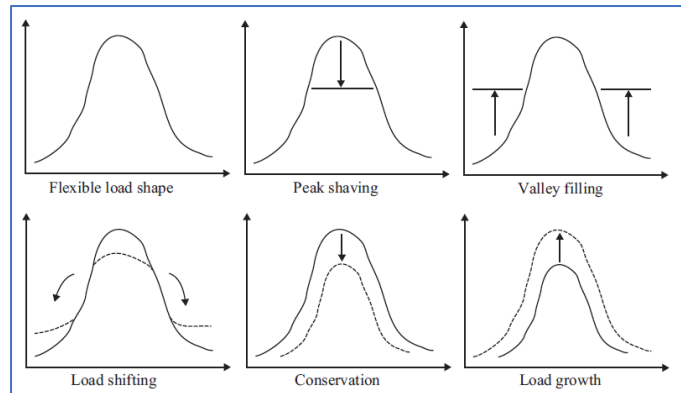 Flexible load shape
Peak shaving
Valley filling
Load shifting
Conservation
Load growth